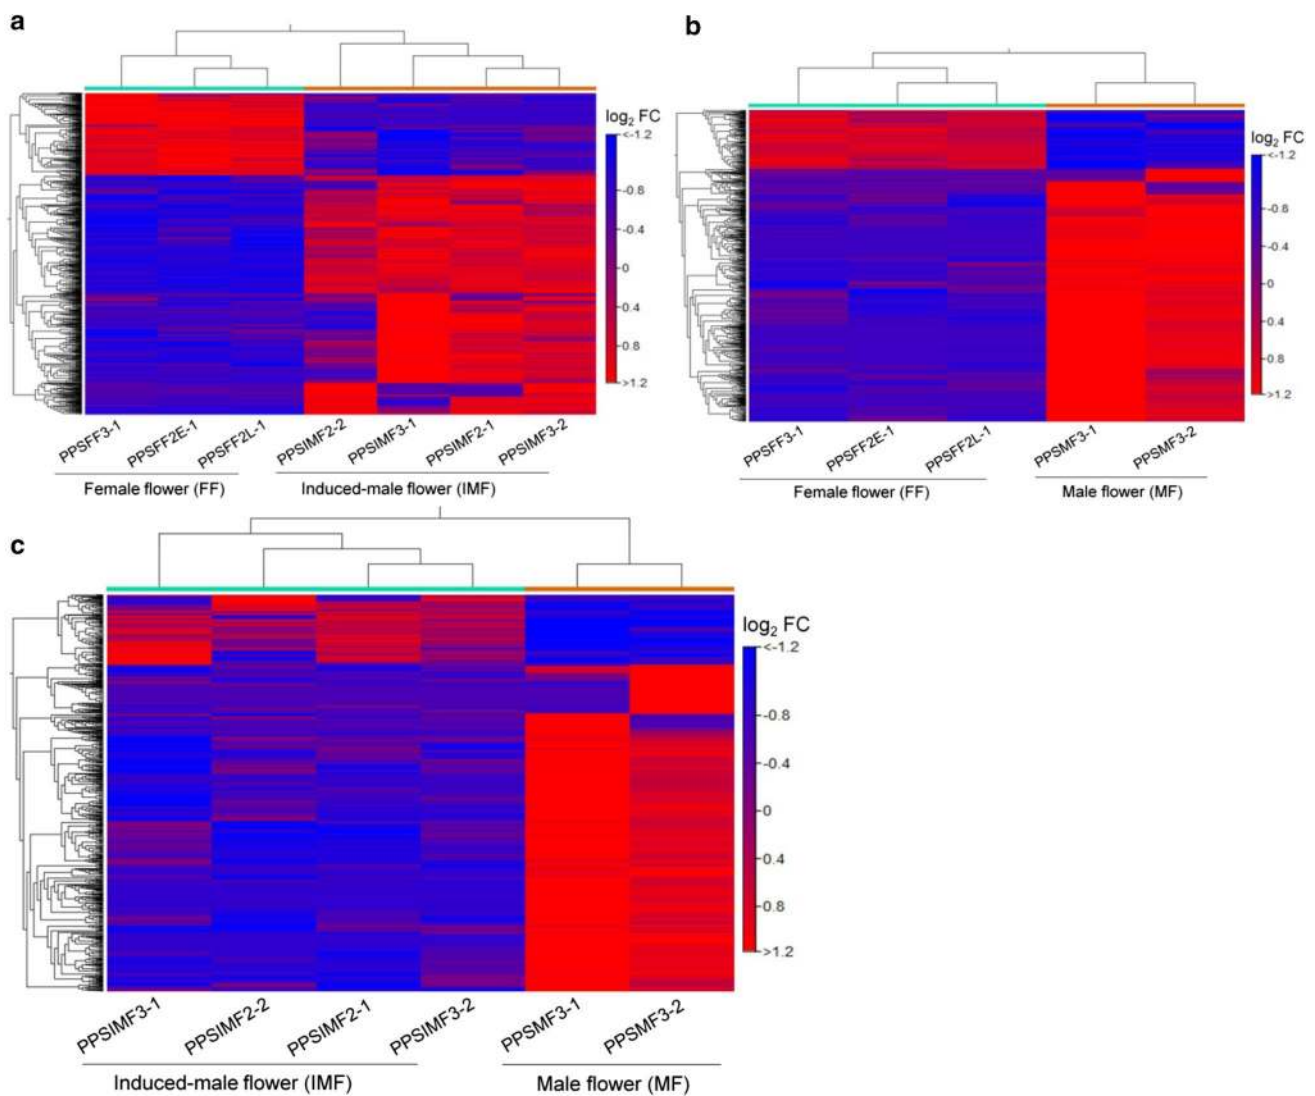 a
log2 FC
<-1.2
-0.8
-0.4
0
0.4
0.8
>1.2
PPSFF3-1
PPSFF2E-1
PPSFF2L-1
PPSIMF2-2
PPSIMF3-1
PPSIMF2-1
PPSIMF3-2
Female flower (FF)
Induced-male flower (IMF)
b
log2 FC
<-1.2
-0.8
-0.4
0
0.4
0.8
>1.2
PPSFF3-1
PPSFF2E-1
PPSFF2L-1
PPSMF3-1
PPSMF3-2
Female flower (FF)
Male flower (MF)
c
log2 FC
<-1.2
-0.8
-0.4
0
0.4
0.8
>1.2
PPSIMF3-1
PPSIMF2-2
PPSIMF2-1
PPSIMF3-2
PPSMF3-1
PPSMF3-2
Induced-male flower (IMF)
Male flower (MF)